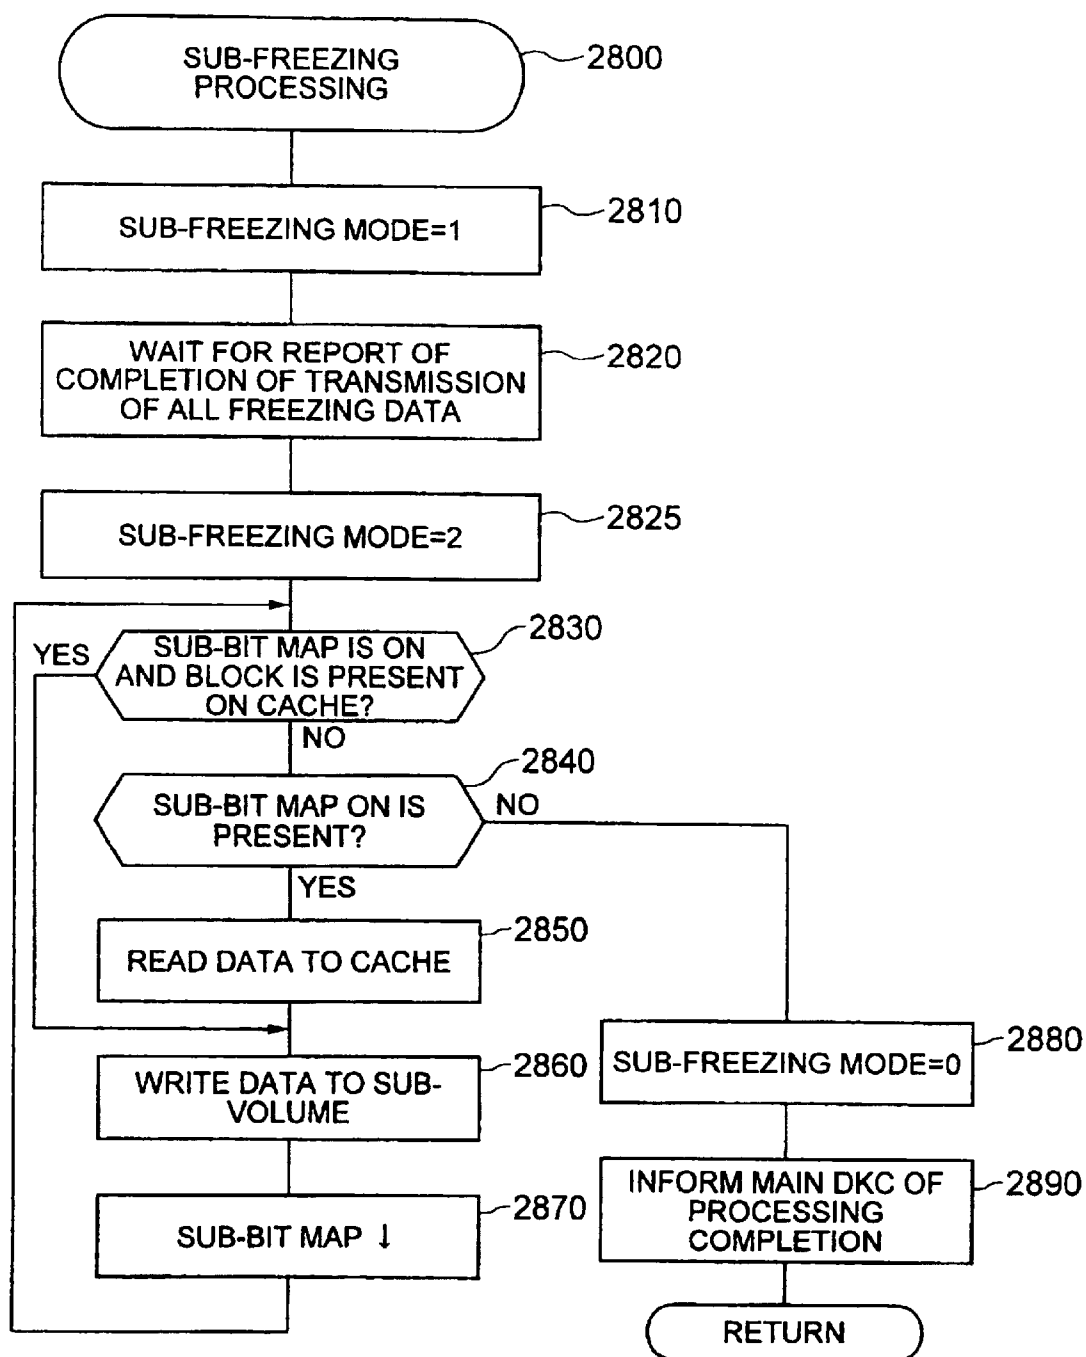 SUB-FREEZING
PROCESSING
2800
SUB-FREEZING MODE=1
2810
WAIT FOR REPORT OF
COMPLETION OF TRANSMISSION
OF ALL FREEZING DATA
2820
SUB-FREEZING MODE=2
2825
SUB-BIT MAP IS ON
AND BLOCK IS PRESENT
ON CACHE?
2830
YES
NO
SUB-BIT MAP ON IS
PRESENT?
2840
NO
YES
READ DATA TO CACHE
2850
WRITE DATA TO SUB-
VOLUME
2860
SUB-BIT MAP ↓
2870
SUB-FREEZING MODE=0
2880
INFORM MAIN DKC OF
PROCESSING
COMPLETION
2890
RETURN